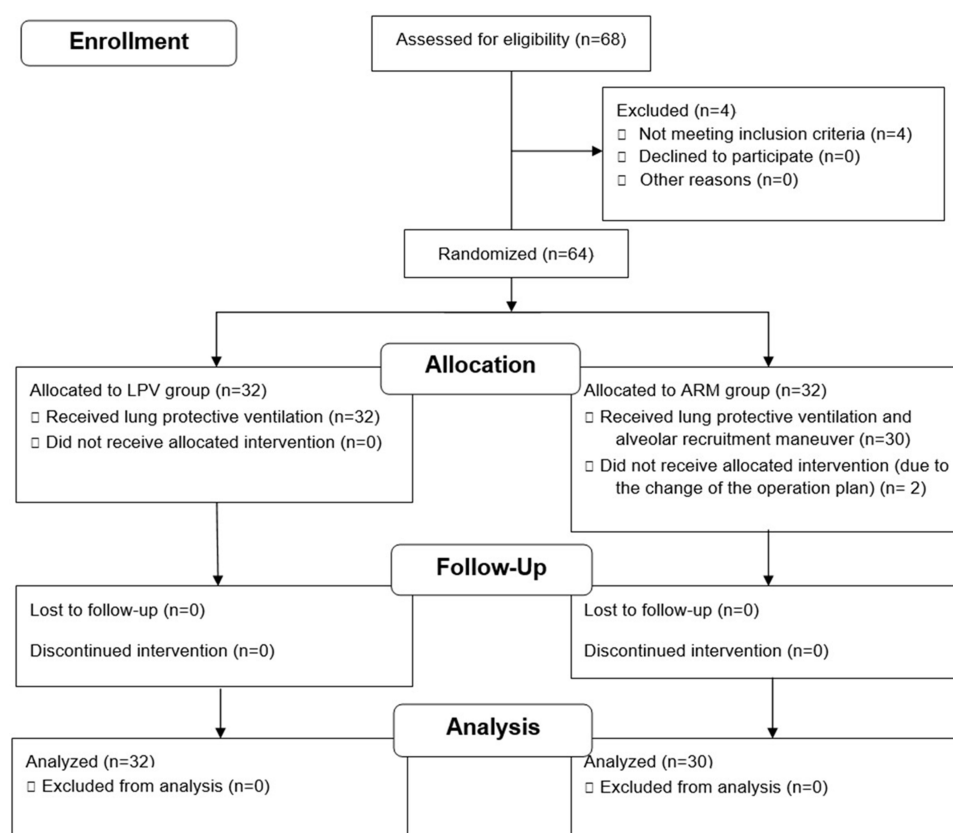 Enrollment
Assessed for eligibility (n=68)
Excluded (n=4)
Not meeting inclusion criteria (n=4)
Declined to participate (n=0)
Other reasons (n=0)
Randomized (n=64)
Allocation
Allocated to LPV group (n=32)
Received lung protective ventilation (n=32)
Did not receive allocated intervention (n=0)
Allocated to ARM group (n=32)
Received lung protective ventilation and
alveolar recruitment maneuver (n=30)
Did not receive allocated intervention (due to
the change of the operation plan) (n= 2)
Follow-Up
Lost to follow-up (n=0)
Discontinued intervention (n=0)
Lost to follow-up (n=0)
Discontinued intervention (n=0)
Analysis
Analyzed (n=32)
Excluded from analysis (n=0)
Analyzed (n=30)
Excluded from analysis (n=0)